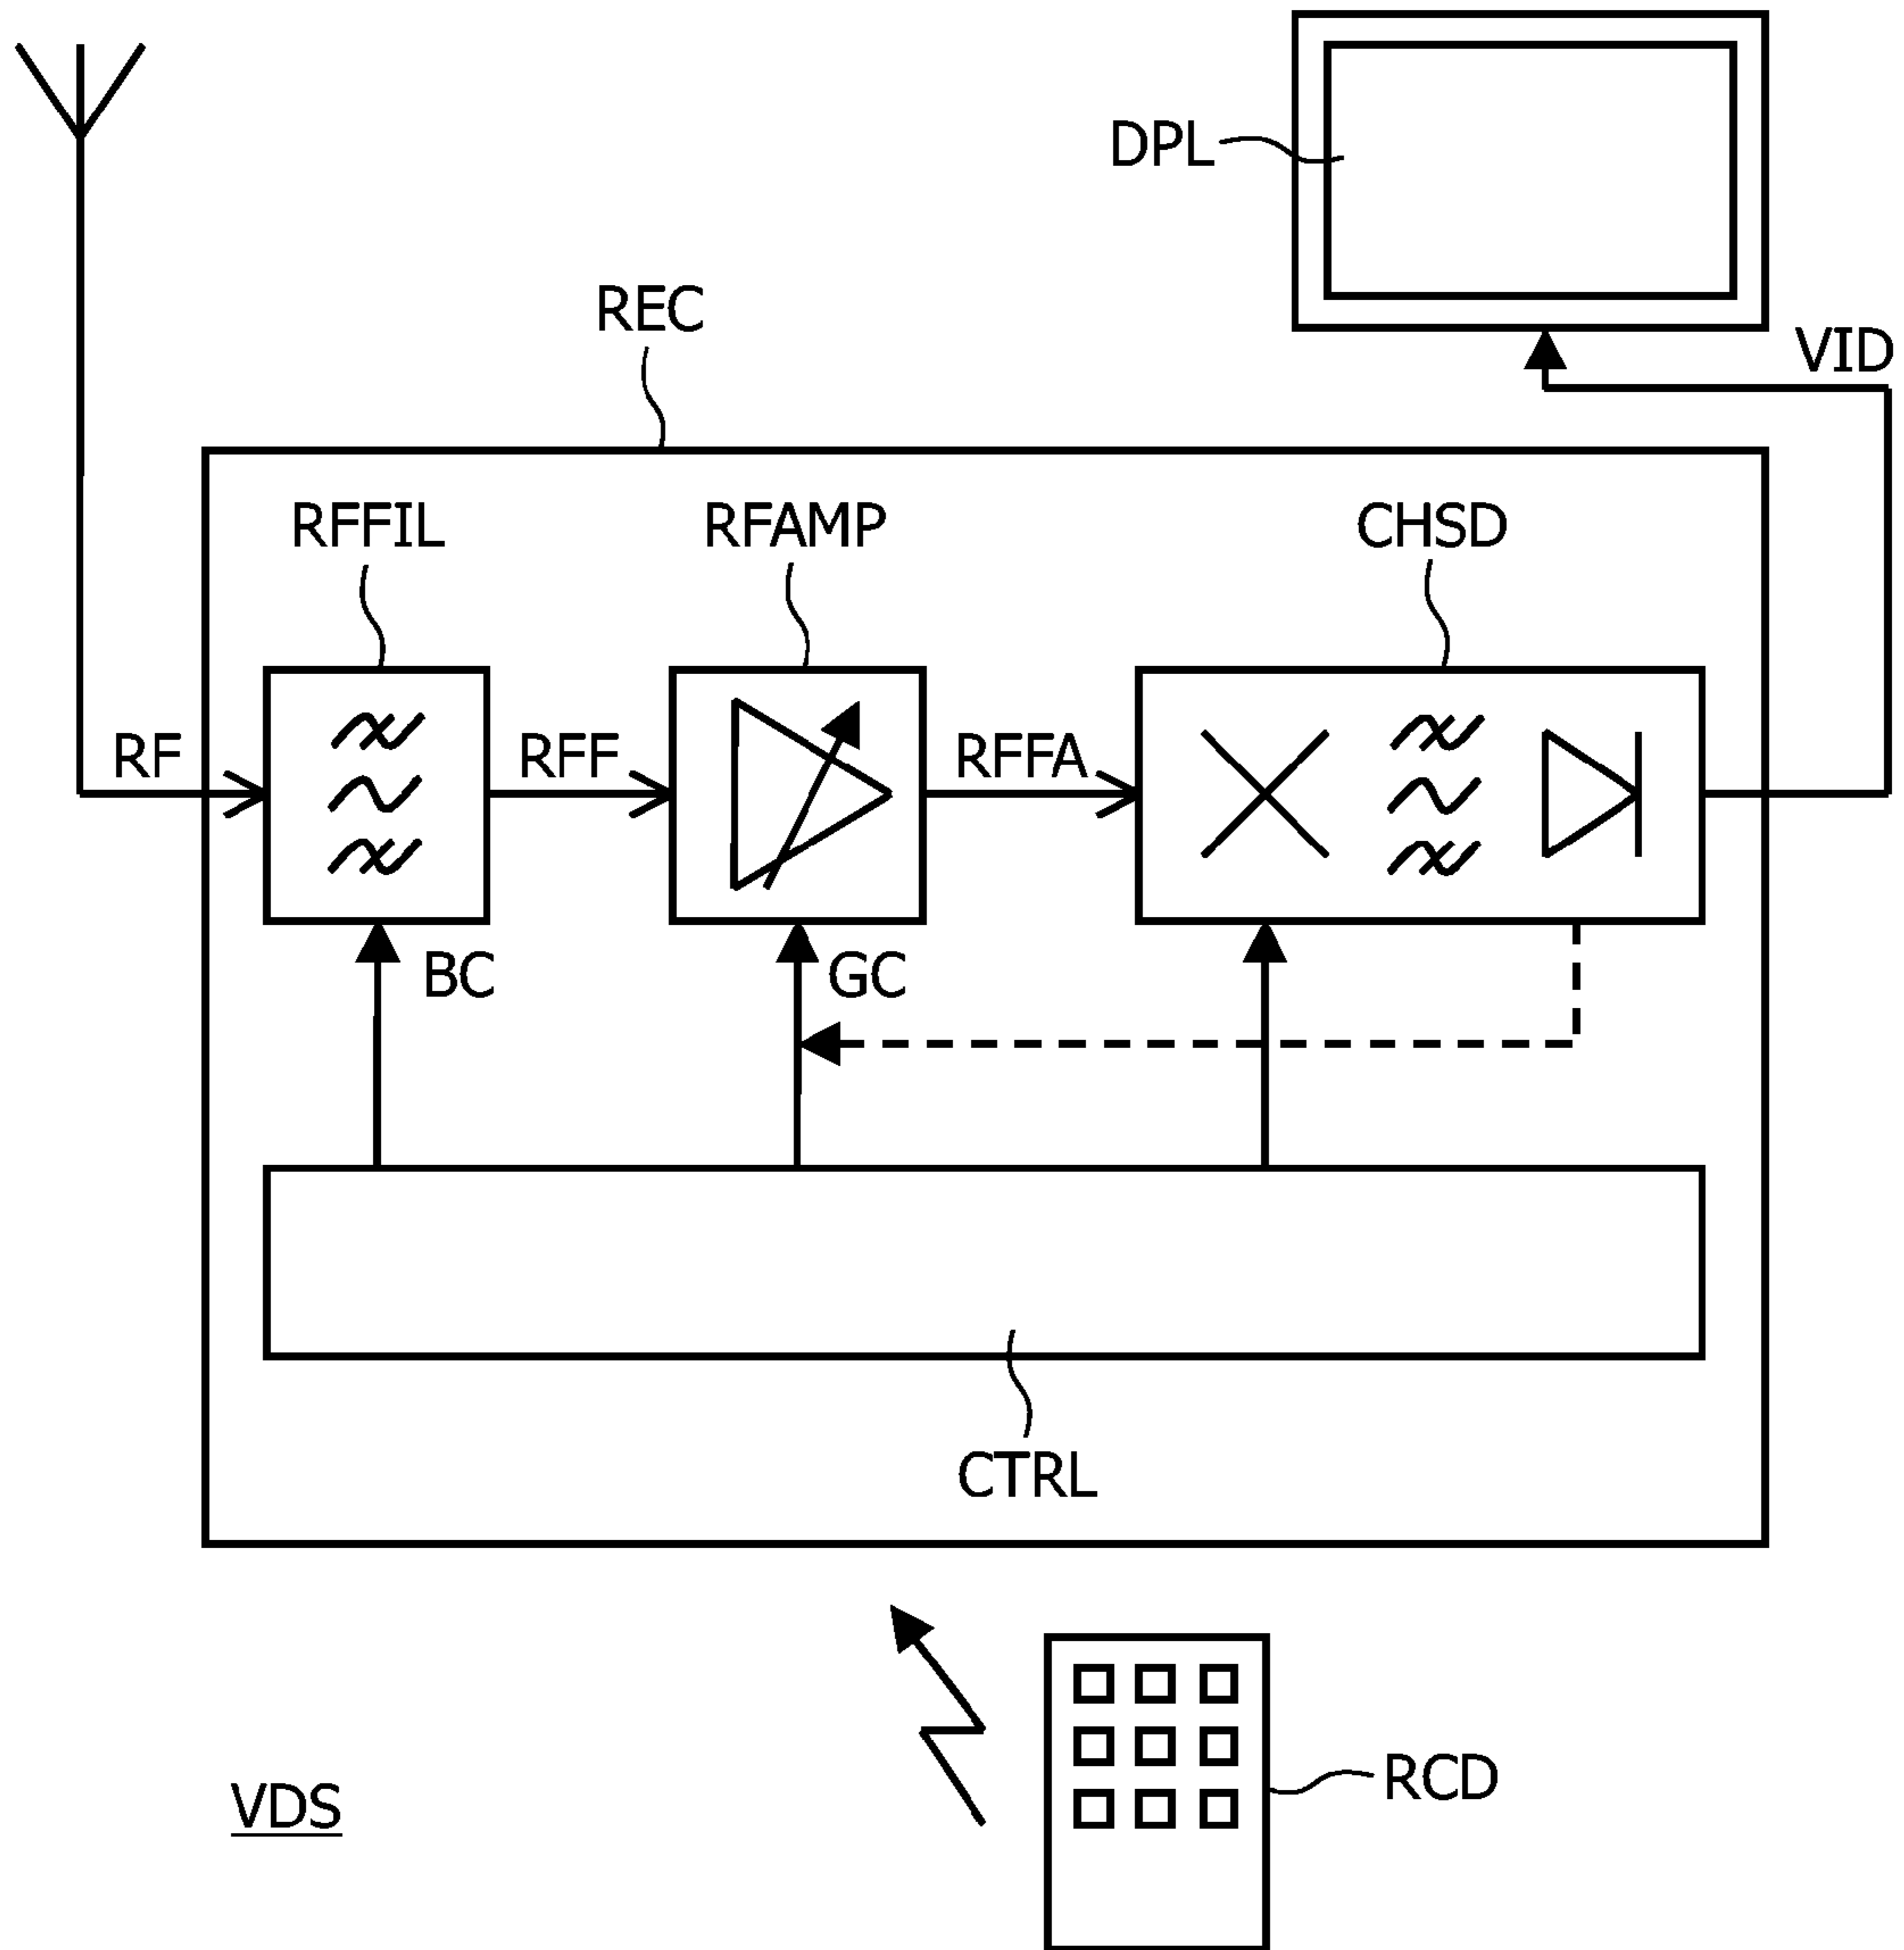 DPL
REC
VID
RFFIL
RFAMP
CHSD
RF
RFF
RFFA
BC
GC
CTRL
RCD
VDS